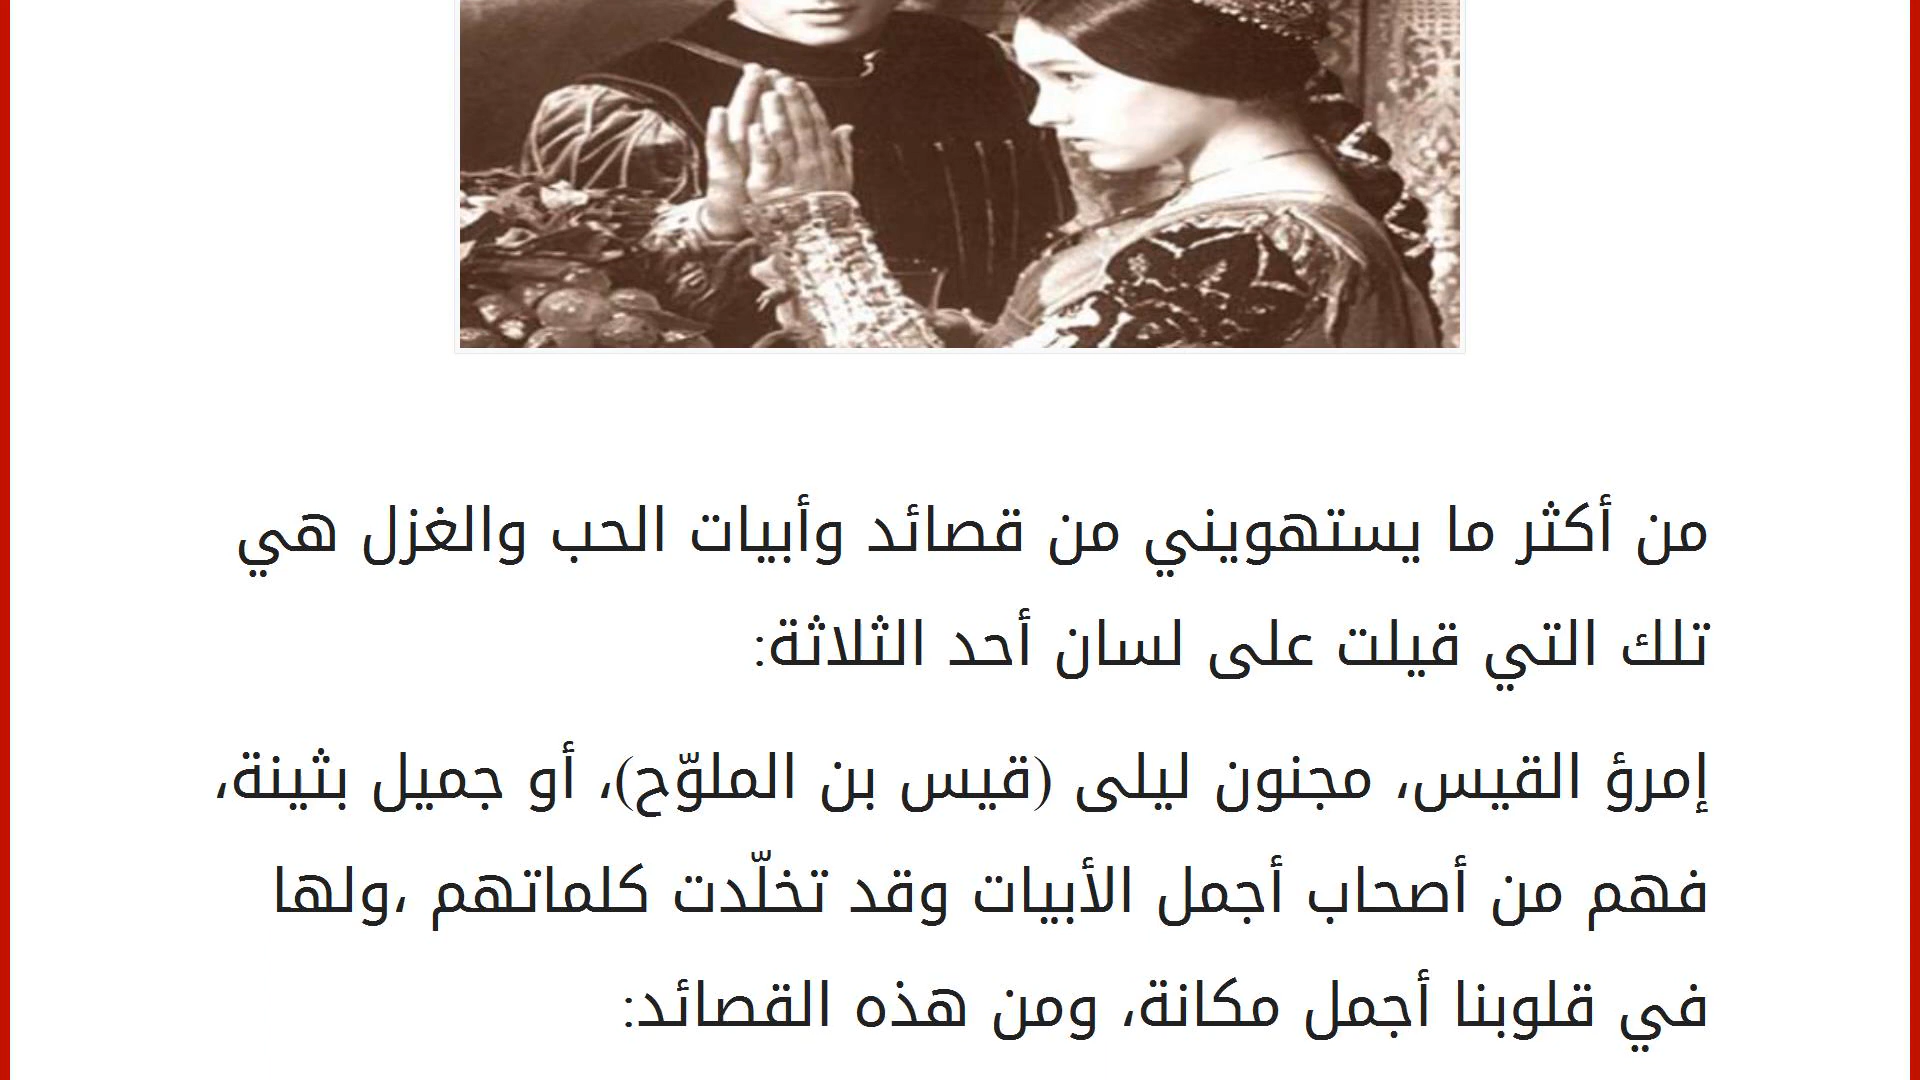 من أكثر ما يستهويني من قصائد وأبيات الحب والغزل هي
تلك التي قيلت على لسان أحد الثلاثة:
إمرؤ القيس، مجنون ليلى (قيس بن الملوّح)، أو جميل بثينة،
فهم من أصحاب أجمل الأبيات وقد تخلّدت كلماتهم ،ولها
في قلوبنا أجمل مكانة، ومن هذه القصائد: